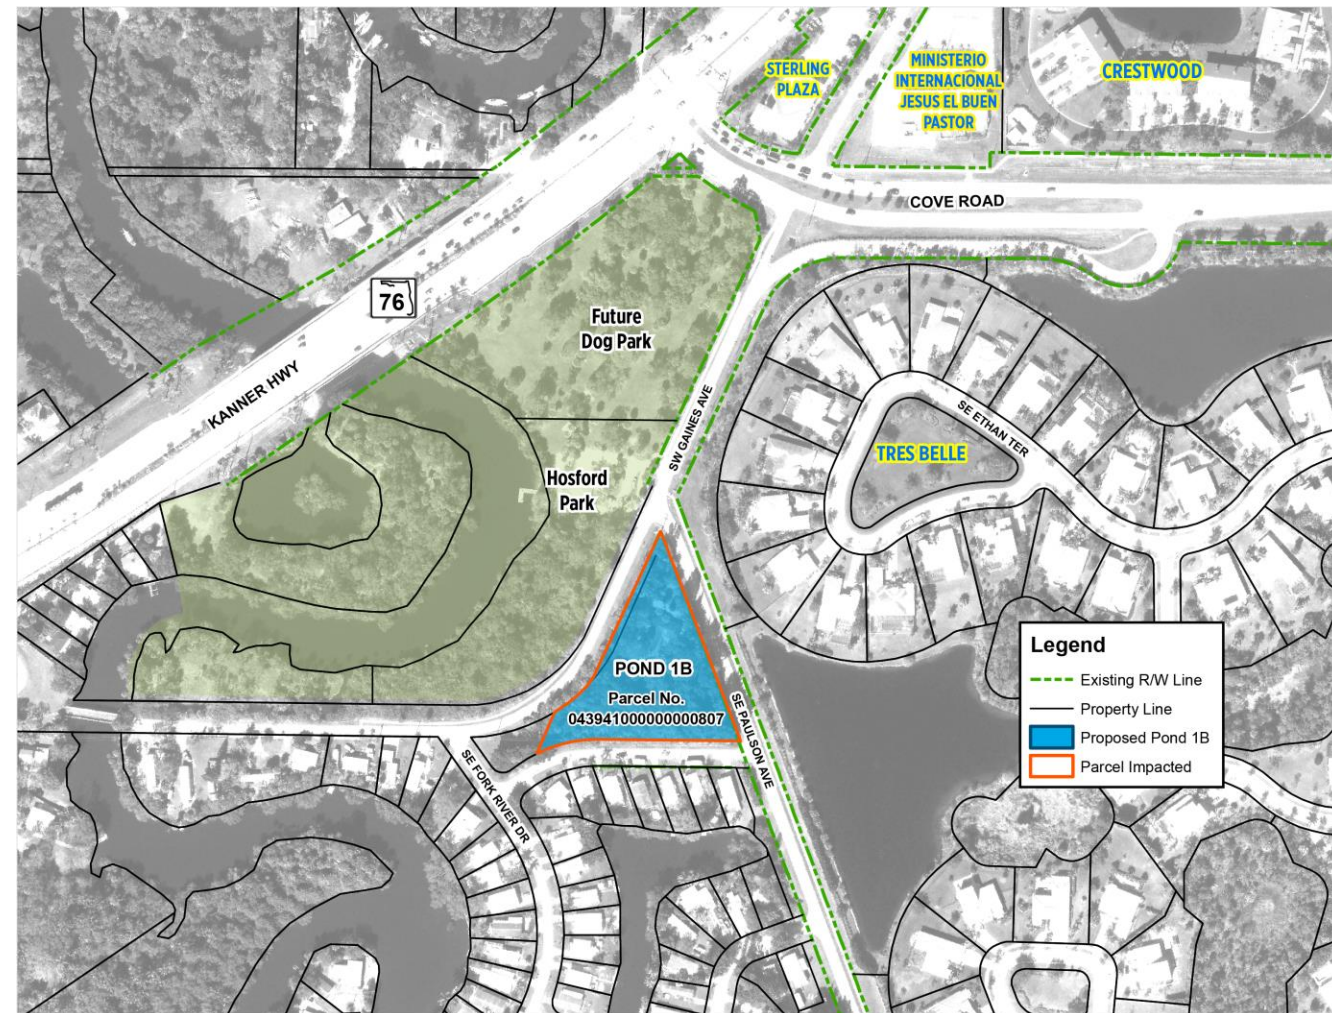 STERLING
PLAZA
MINISTERIO
INTERNACIONAL
JESUS EL BUEN
PASTOR
CRESTWOOD
COVE ROAD
76
KANNER HWY
Future
Dog Park
SW GAINES AVE
SE ETHAN TER
TRES BELLE
Hosford
Park
POND 1B
Parcel No.
043941000000000807
SE PAULSON AVE
SE FORK RIVER DR
Legend
Existing R/W Line
Property Line
Proposed Pond 1B
Parcel Impacted